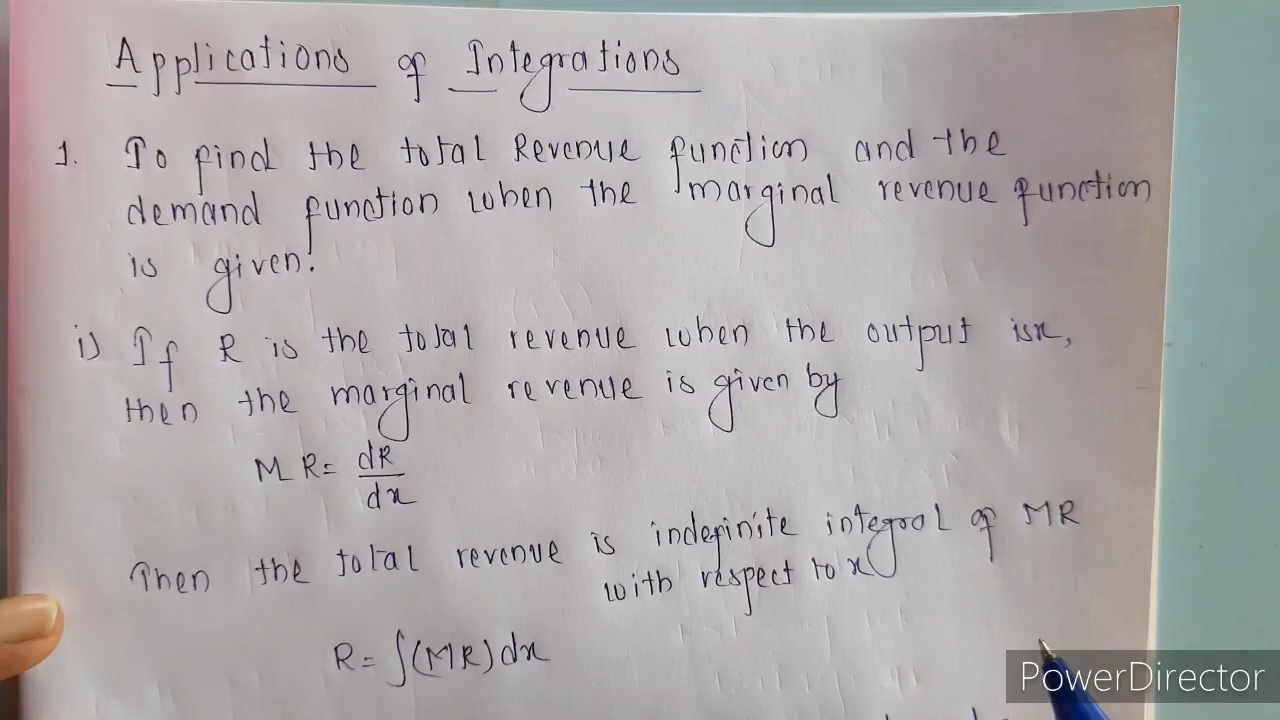 Applications of Integrations
1. To find the total Revenue function and the
demand function when the marginal revenue function
is given.
i) If R is the total revenue when the output is x,
then the marginal revenue is given by
MR = dR/dx
Then the total revenue is indefinite integral of MR
with respect to x
R = ∫(MR)dx
PowerDirector